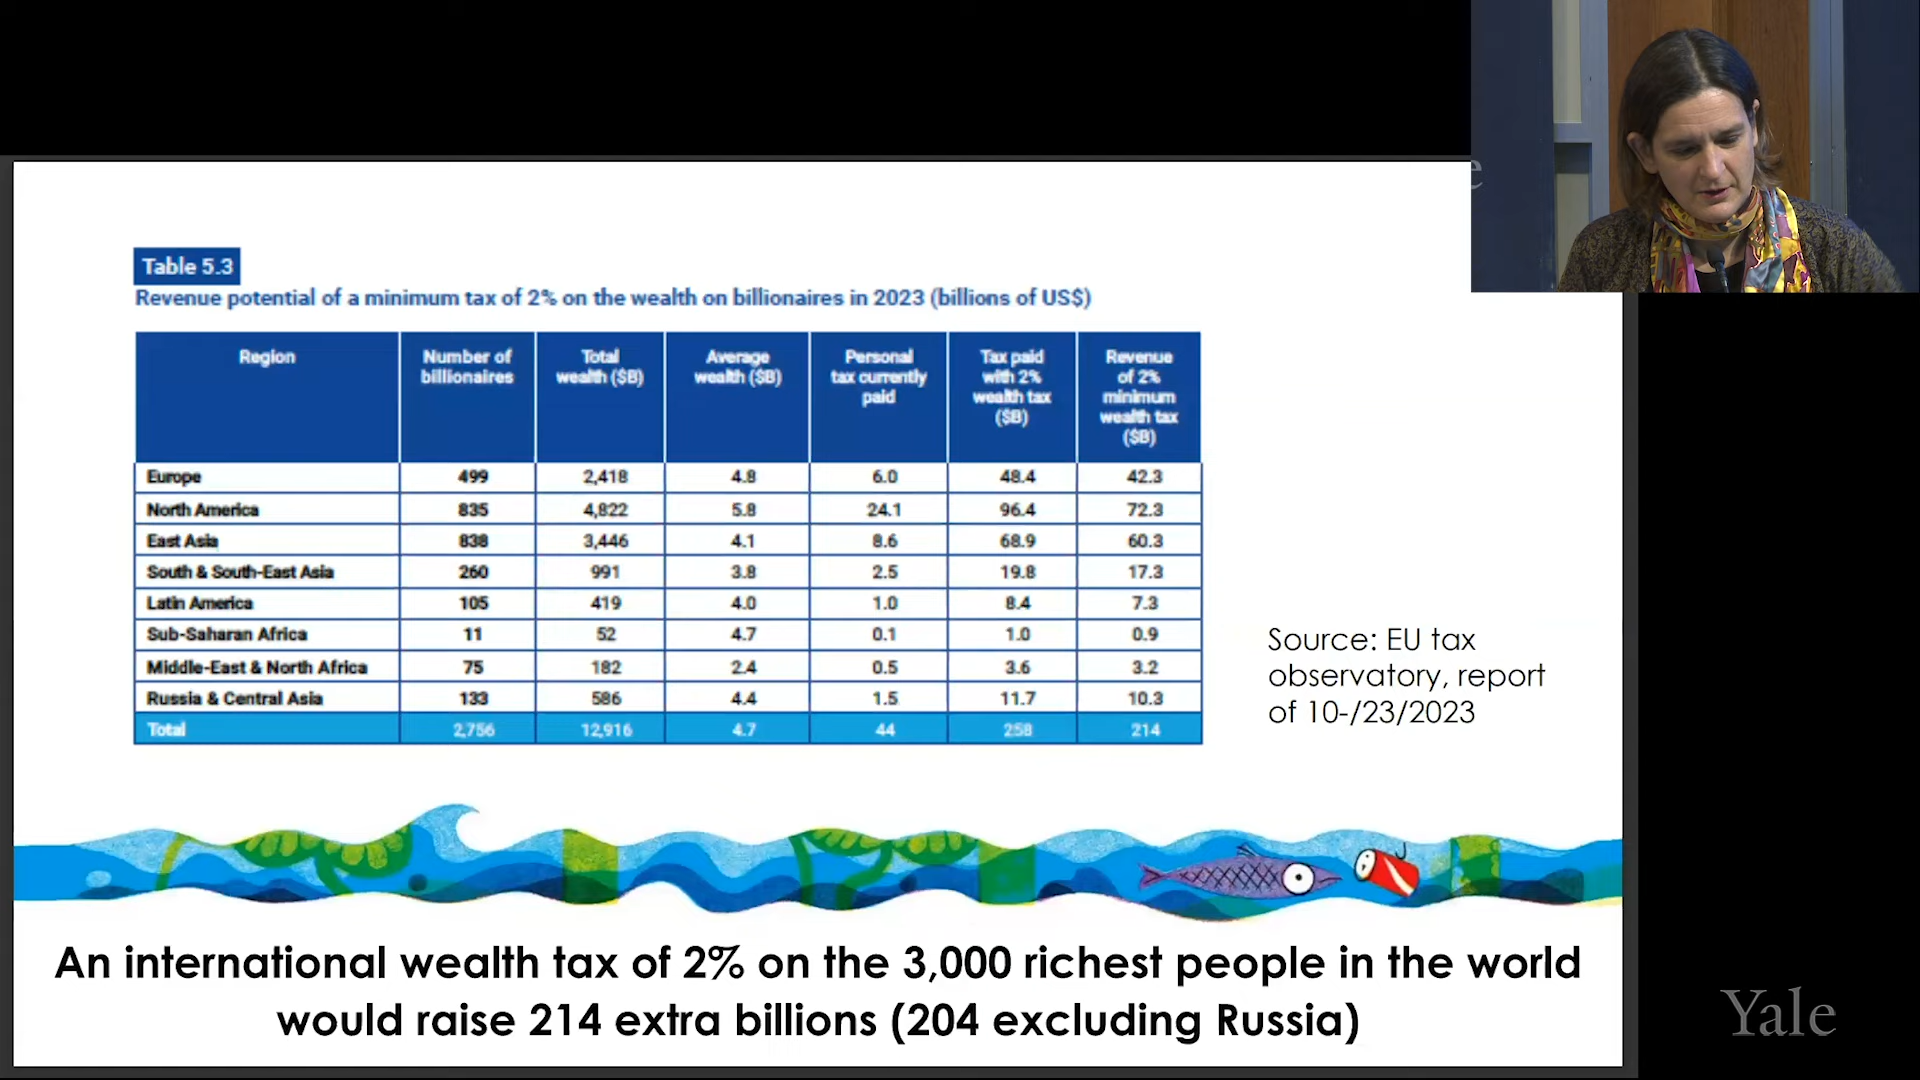 Table 5.3
Revenue potential of a minimum tax of 2% on the wealth on billionaires in 2023 (billions of US$)
Region Number of billionaires Total wealth ($B) Average wealth ($B) Personal tax currently paid Tax paid with 2% wealth tax ($B) Revenue of 2% minimum wealth tax ($B)
Europe 499 2,418 4.8 6.0 48.4 42.3
North America 835 4,822 5.8 24.1 96.4 72.3
East Asia 838 3,446 4.1 8.6 68.9 60.3
South & South-East Asia 260 991 3.8 2.5 19.8 17.3
Latin America 105 419 4.0 1.0 8.4 7.3
Sub-Saharan Africa 11 52 4.7 0.1 1.0 0.9
Middle-East & North Africa 75 182 2.4 0.5 3.6 3.2
Russia & Central Asia 133 586 4.4 1.5 11.7 10.3
Total 2,756 12,916 4.7 44 258 214
Source: EU tax
observatory, report
of 10-/23/2023
An international wealth tax of 2% on the 3,000 richest people in the world
would raise 214 extra billions (204 excluding Russia)
Yale